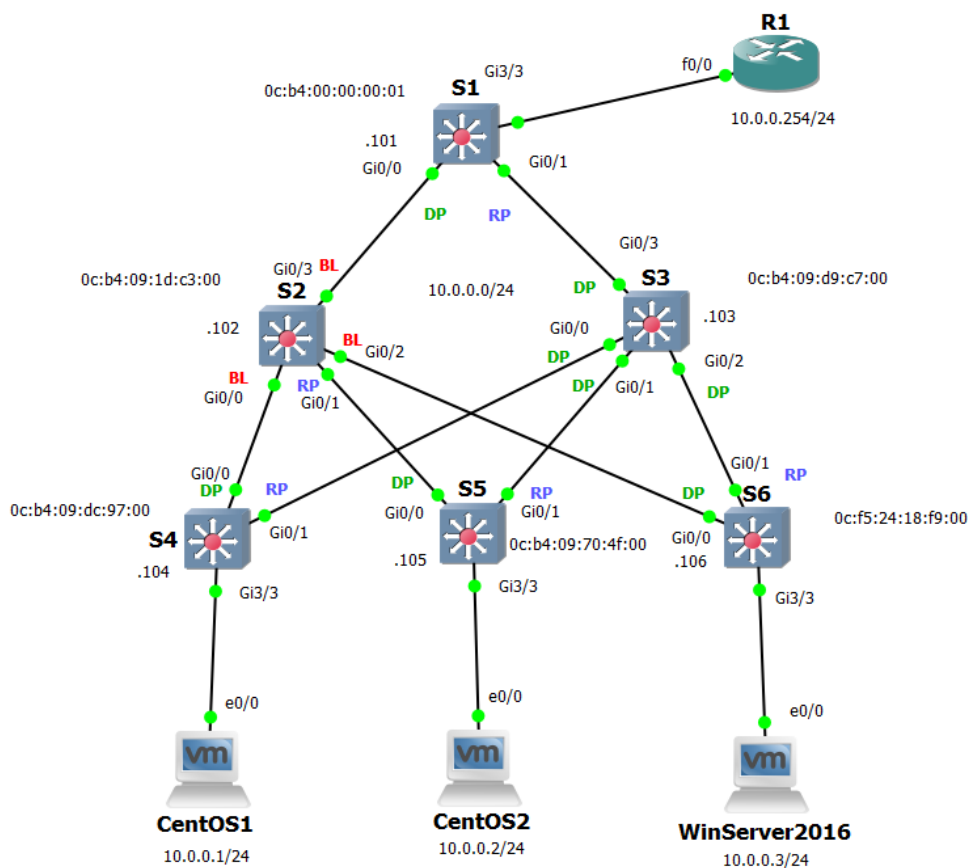 R1
f0/0
Gi3/3
0c:b4:00:00:00:01
S1
10.0.0.254/24
.101
Gi0/0
Gi0/1
DP
RP
Gi0/3
Gi0/3
BL
0c:b4:09:1d:c3:00
S2
10.0.0.0/24
DP
S3
0c:b4:09:d9:c7:00
.102
.103
Gi0/0
BL
Gi0/2
DP
Gi0/2
BL
RP
DP
Gi0/1
DP
Gi0/0
Gi0/1
Gi0/0
Gi0/1
DP
RP
DP
S5
RP
DP
S6
RP
0c:b4:09:dc:97:00
Gi0/0
Gi0/1
0c:f5:24:18:f9:00
S4
Gi0/1
0c:b4:09:70:4f:00
Gi0/0
.104
.105
.106
Gi3/3
Gi3/3
Gi3/3
e0/0
e0/0
e0/0
vm
vm
vm
CentOS1
CentOS2
WinServer2016
10.0.0.1/24
10.0.0.2/24
10.0.0.3/24